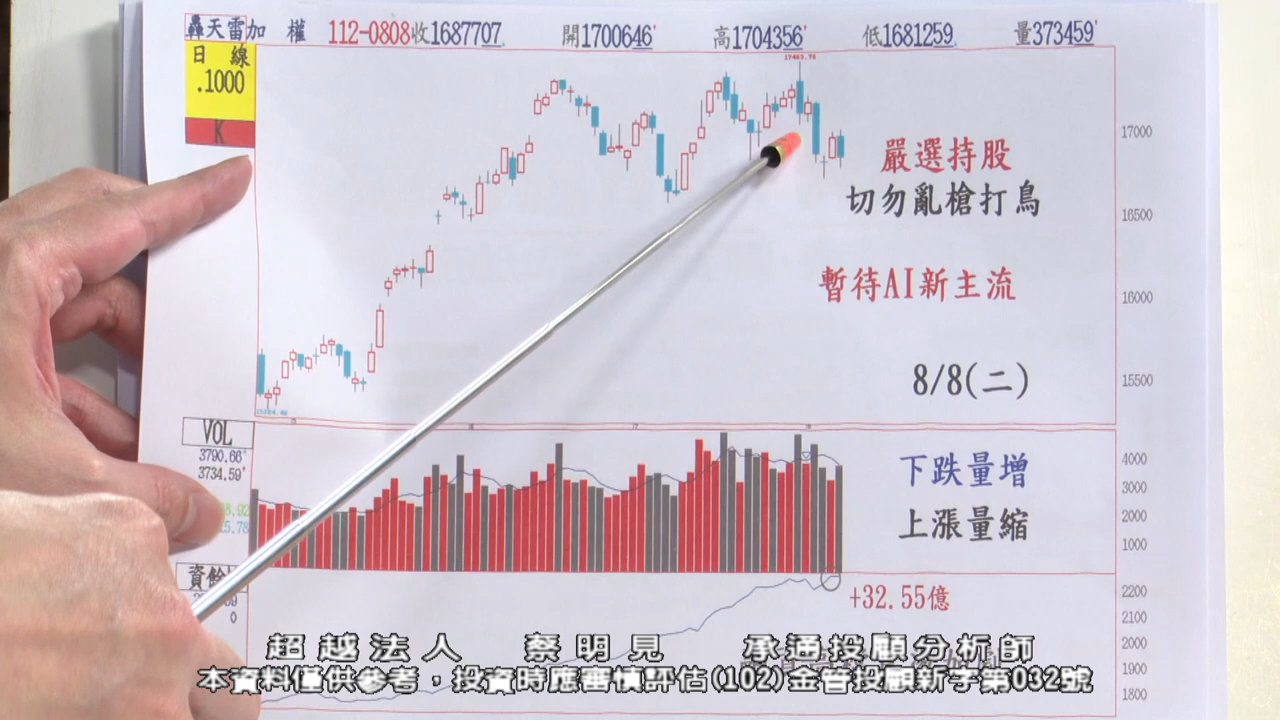 轟天雷加 權 112-0808收1687707 開1700646 高1704356 低1681259 量373459
日 線
.1000
K
17463.76
17000
嚴選持股
切勿亂槍打鳥
16500
暫待AI新主流
16000
8/8(二)
15500
VOL
3790.66
3734.59
下跌量增
上漲量縮
4000
3000
2000
1000
資餘
+32.55億
0
2200
2100
2000
1900
1800
超越法人 蔡明見 承通投顧分析師
本資料僅供參考,投資時應審慎評估(102)金管投顧新字第032號